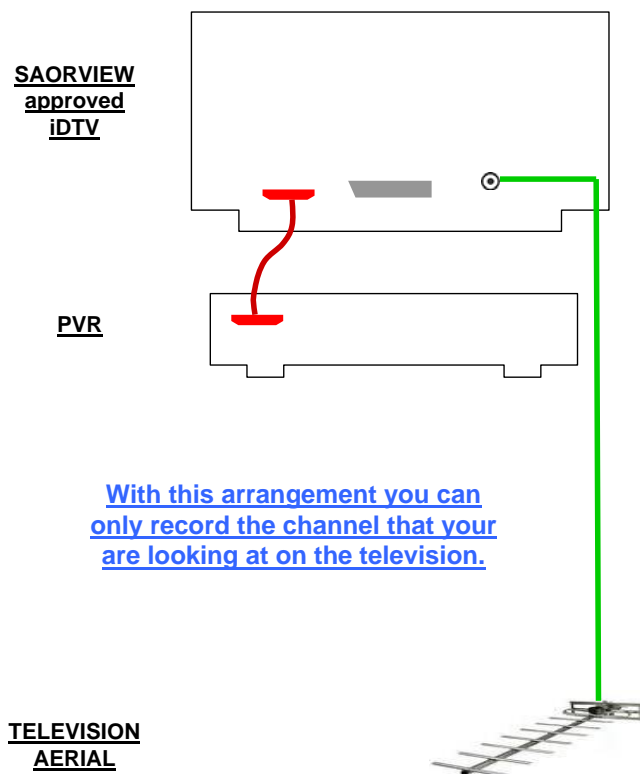 SAORVIEW
approved
iDTV
PVR
With this arrangement you can
only record the channel that your
are looking at on the television.
TELEVISION
AERIAL